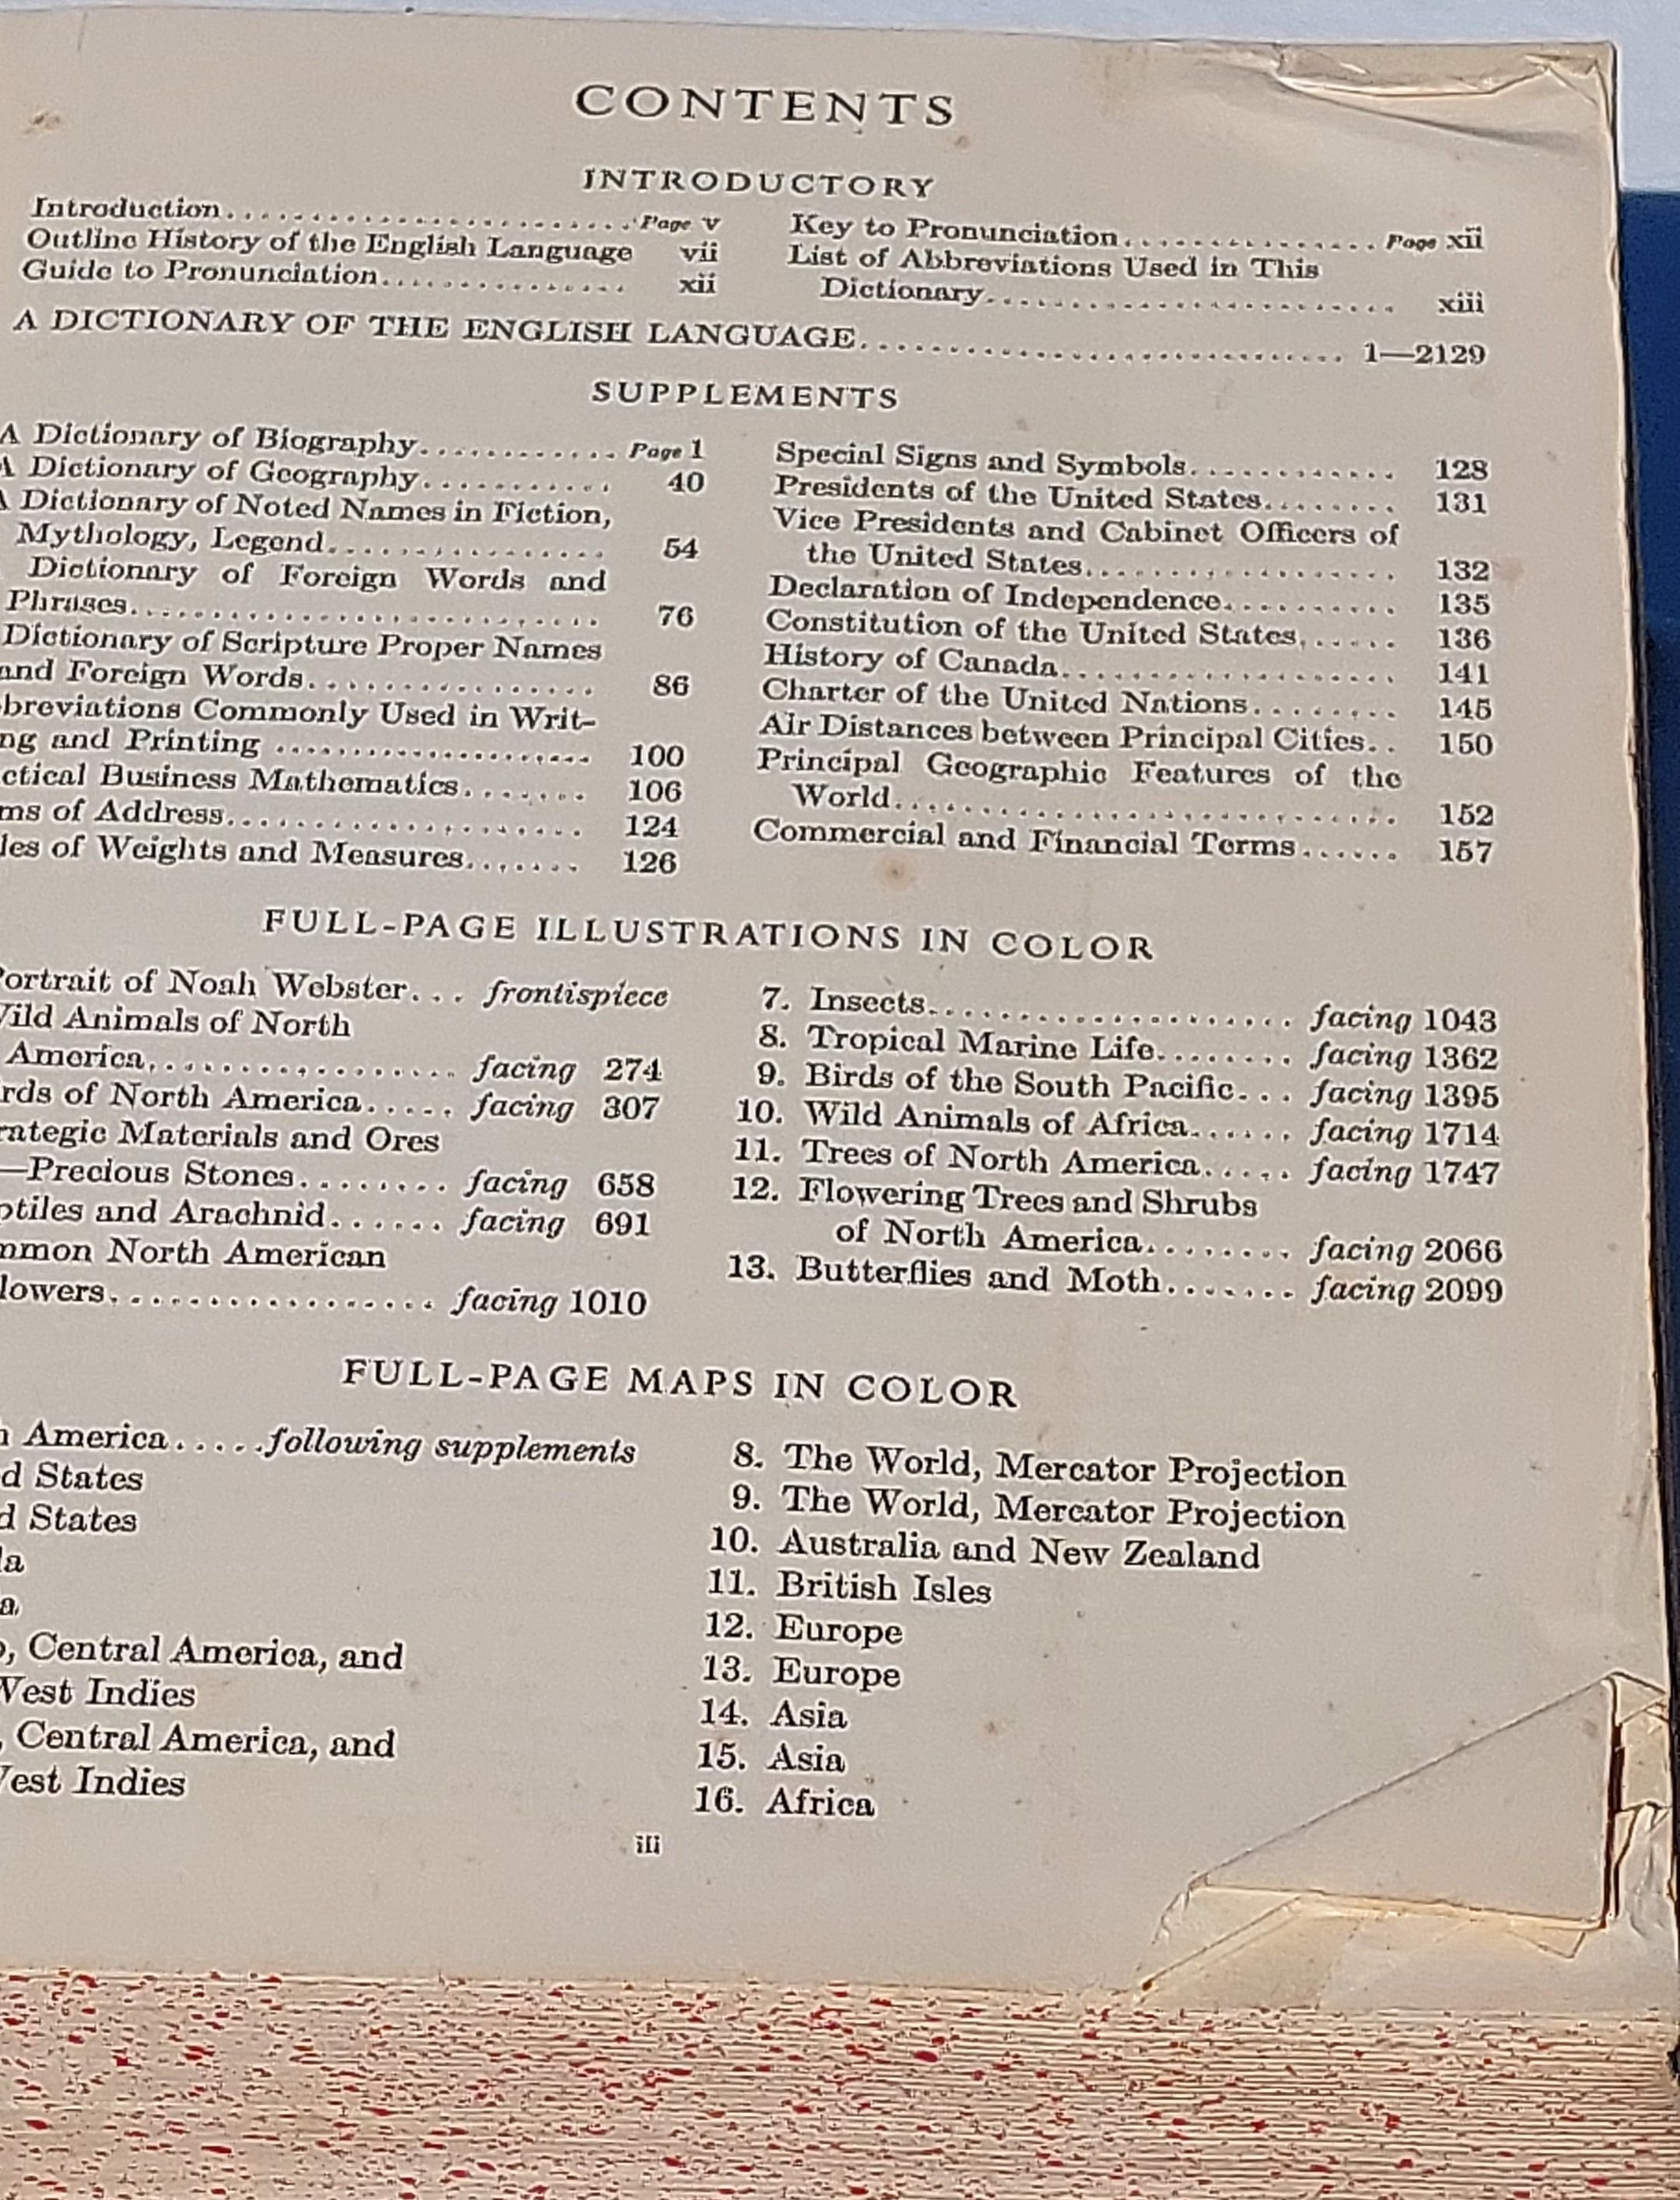 CONTENTS
INTRODUCTORY
Introduction........................Page v
Outline History of the English Language vii
Guide to Pronunciation............... xii
Key to Pronunciation............... Page xii
List of Abbreviations Used in This
Dictionary........................ xiii
A DICTIONARY OF THE ENGLISH LANGUAGE............................ 1—2129
SUPPLEMENTS
A Dictionary of Biography............ Page 1
A Dictionary of Geography........... 40
A Dictionary of Noted Names in Fiction,
Mythology, Legend................ 54
Dictionary of Foreign Words and
Phrases........................... 76
Dictionary of Scripture Proper Names
and Foreign Words................ 86
Commonly Used in Writ-
and Printing .................... 100
Business Mathematics....... 106
of Address..................... 124
of Weights and Measures....... 126
Special Signs and Symbols............ 128
Presidents of the United States........ 131
Vice Presidents and Cabinet Officers of
the United States................... 132
Declaration of Independence.......... 135
Constitution of the United States...... 136
History of Canada.................... 141
Charter of the United Nations........ 145
Air Distances between Principal Cities.. 150
Principal Geographic Features of the
World.............................. 152
Commercial and Financial Terms...... 157
FULL-PAGE ILLUSTRATIONS IN COLOR
Portrait of Noah Webster... frontispiece
Wild Animals of North
America................. facing 274
of North America..... facing 307
Materials and Ores
—Precious Stones........ facing 658
and Arachnid...... facing 691
North American
.................. facing 1010
7. Insects.................... facing 1043
8. Tropical Marine Life........ facing 1362
9. Birds of the South Pacific... facing 1395
10. Wild Animals of Africa...... facing 1714
11. Trees of North America..... facing 1747
12. Flowering Trees and Shrubs
of North America........ facing 2066
13. Butterflies and Moth....... facing 2099
FULL-PAGE MAPS IN COLOR
America.....following supplements
States
States
Central America, and
West Indies
Central America, and
West Indies
8. The World, Mercator Projection
9. The World, Mercator Projection
10. Australia and New Zealand
11. British Isles
12. Europe
13. Europe
14. Asia
15. Asia
16. Africa
iii